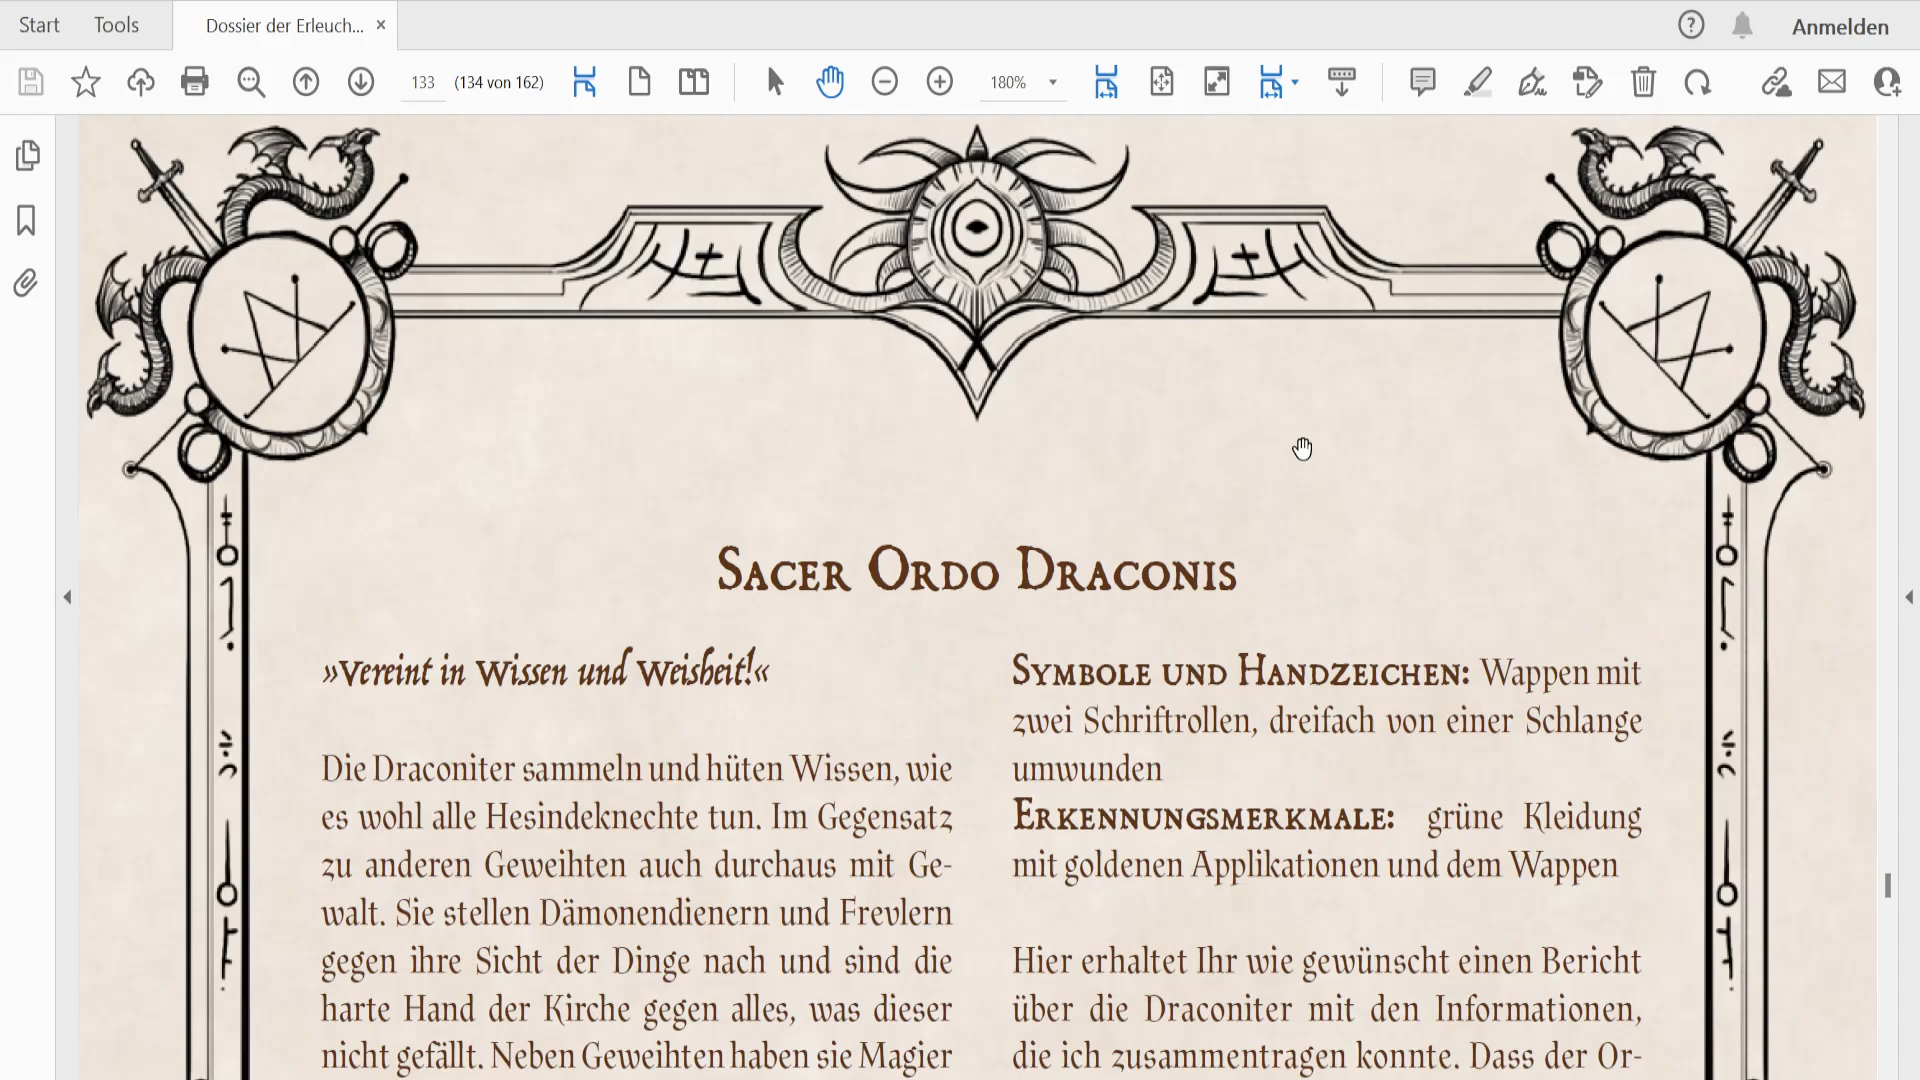 Start Tools Dossier der Erleuch... × Anmelden
133 (134 von 162) 180%
Sacer Ordo Draconis
»Vereint in Wissen und Weisheit!«
Die Draconiter sammeln und hüten Wissen, wie
es wohl alle Hesindeknechte tun. Im Gegensatz
zu anderen Geweihten auch durchaus mit Ge-
walt. Sie stellen Dämonendienern und Frevlern
gegen ihre Sicht der Dinge nach und sind die
harte Hand der Kirche gegen alles, was dieser
nicht gefällt. Neben Geweihten haben sie Magier
Symbole und Handzeichen: Wappen mit
zwei Schriftrollen, dreifach von einer Schlange
umwunden
Erkennungsmerkmale: grüne Kleidung
mit goldenen Applikationen und dem Wappen
Hier erhaltet Ihr wie gewünscht einen Bericht
über die Draconiter mit den Informationen,
die ich zusammentragen konnte. Dass der Or-